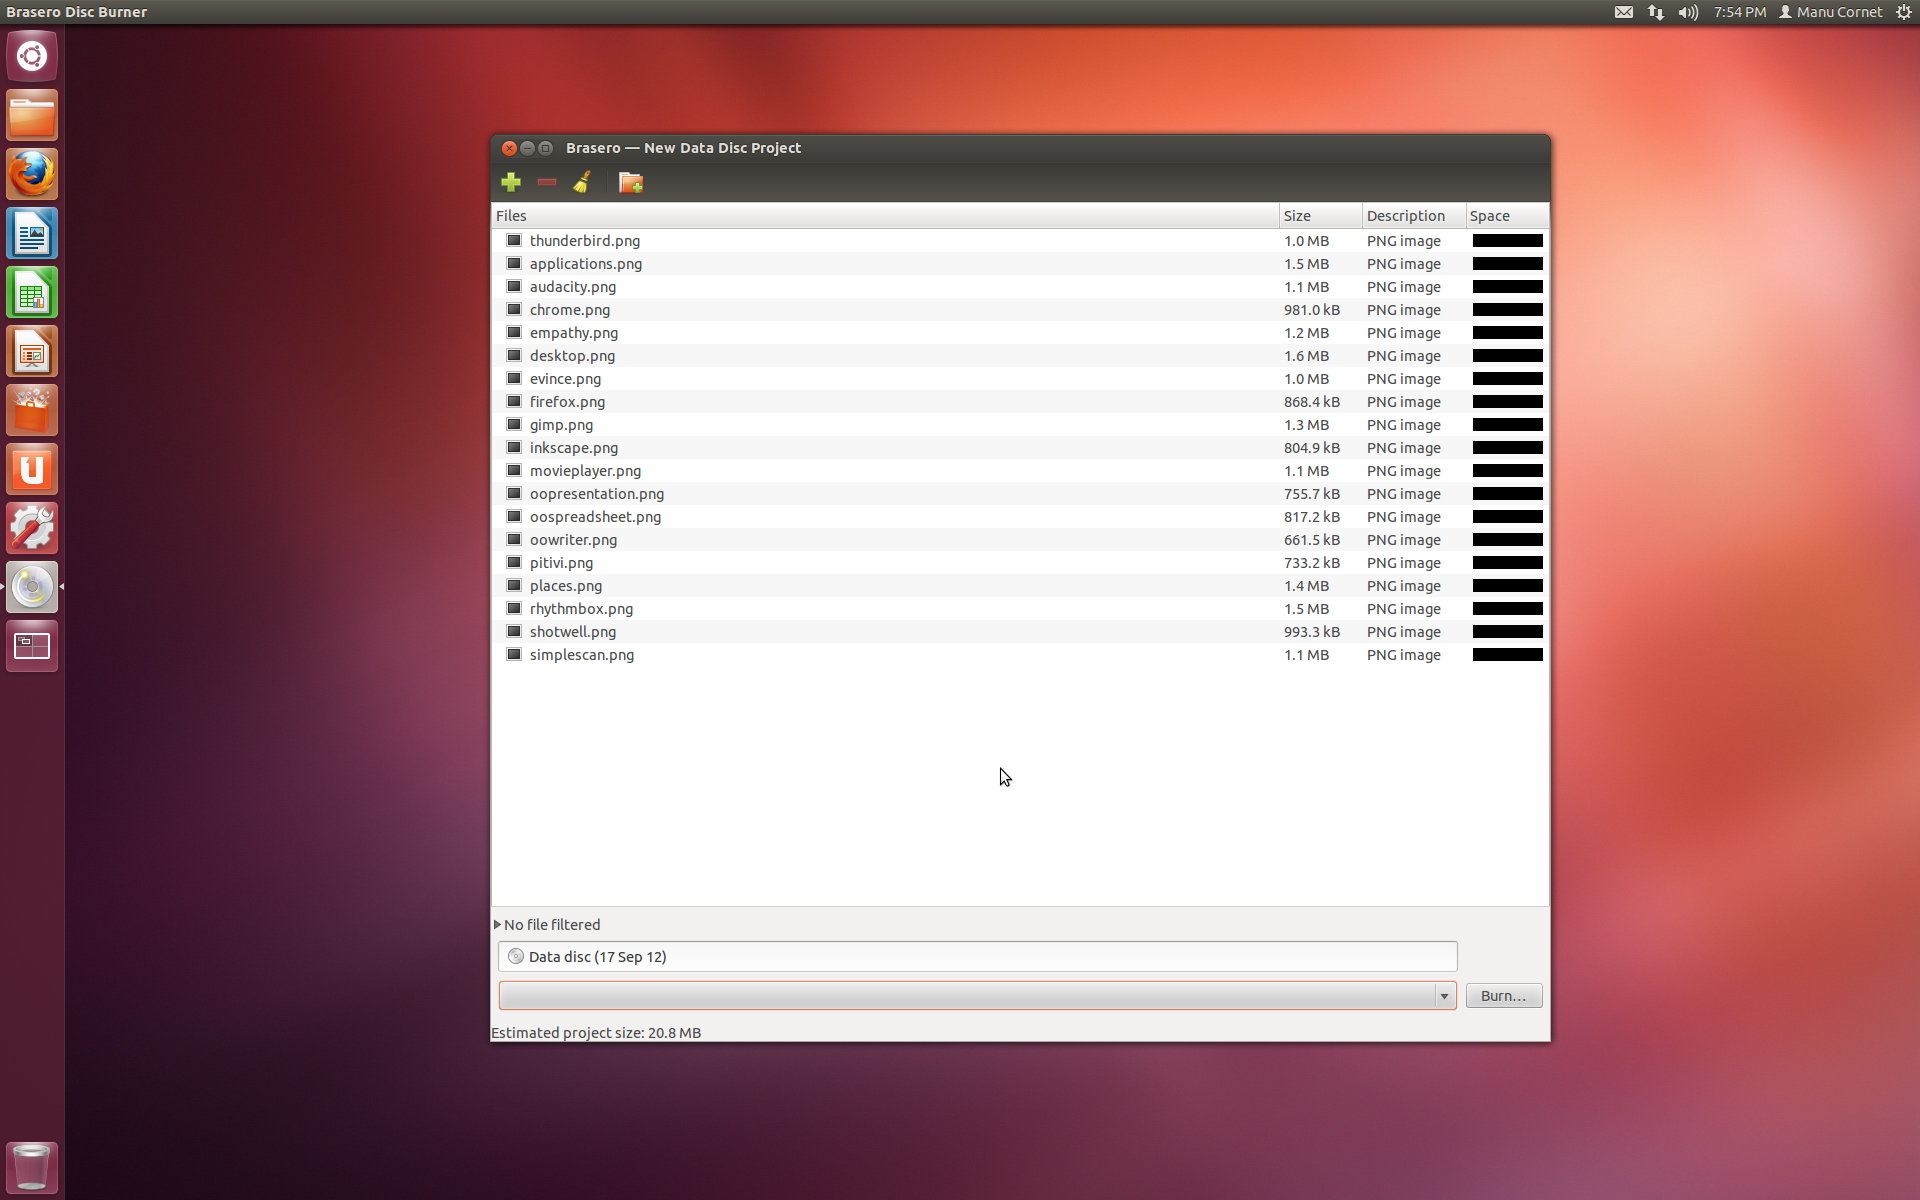 Brasero Disc Burner 7:54 PM Manu Cornet
Brasero — New Data Disc Project
Files Size Description Space
thunderbird.png 1.0 MB PNG image
applications.png 1.5 MB PNG image
audacity.png 1.1 MB PNG image
chrome.png 981.0 kB PNG image
empathy.png 1.2 MB PNG image
desktop.png 1.6 MB PNG image
evince.png 1.0 MB PNG image
firefox.png 868.4 kB PNG image
gimp.png 1.3 MB PNG image
inkscape.png 804.9 kB PNG image
movieplayer.png 1.1 MB PNG image
oopresentation.png 755.7 kB PNG image
oospreadsheet.png 817.2 kB PNG image
oowriter.png 661.5 kB PNG image
pitivi.png 733.2 kB PNG image
places.png 1.4 MB PNG image
rhythmbox.png 1.5 MB PNG image
shotwell.png 993.3 kB PNG image
simplescan.png 1.1 MB PNG image
No file filtered
Data disc (17 Sep 12)
Burn...
Estimated project size: 20.8 MB